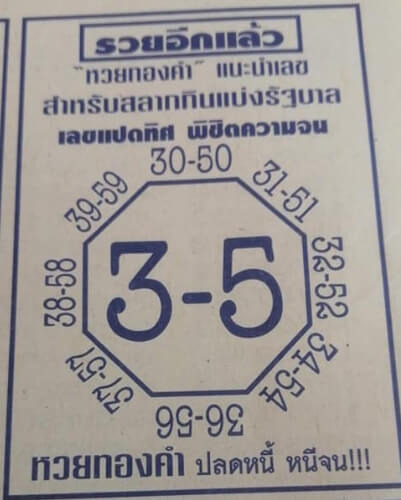 รวยอีกแล้ว
"หวยทองคำ" แนะนำเลข
สำหรับสลากกินแบ่งรัฐบาล
เลขแปดทิศ พิชิตความจน
30-50
39-59
31-51
38-58
3-5
32-52
37-57
34-54
36-56
หวยทองคำ ปลดหนี้ หนีจน!!!